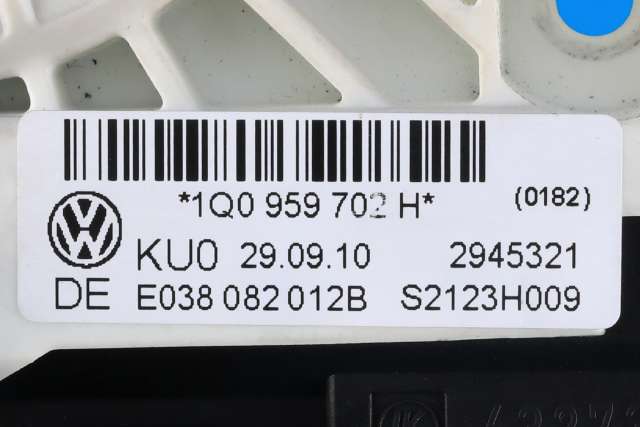 *1Q0 959 702 H* (0182)
KU0 29.09.10 2945321
DE E038 082 012B S2123H009